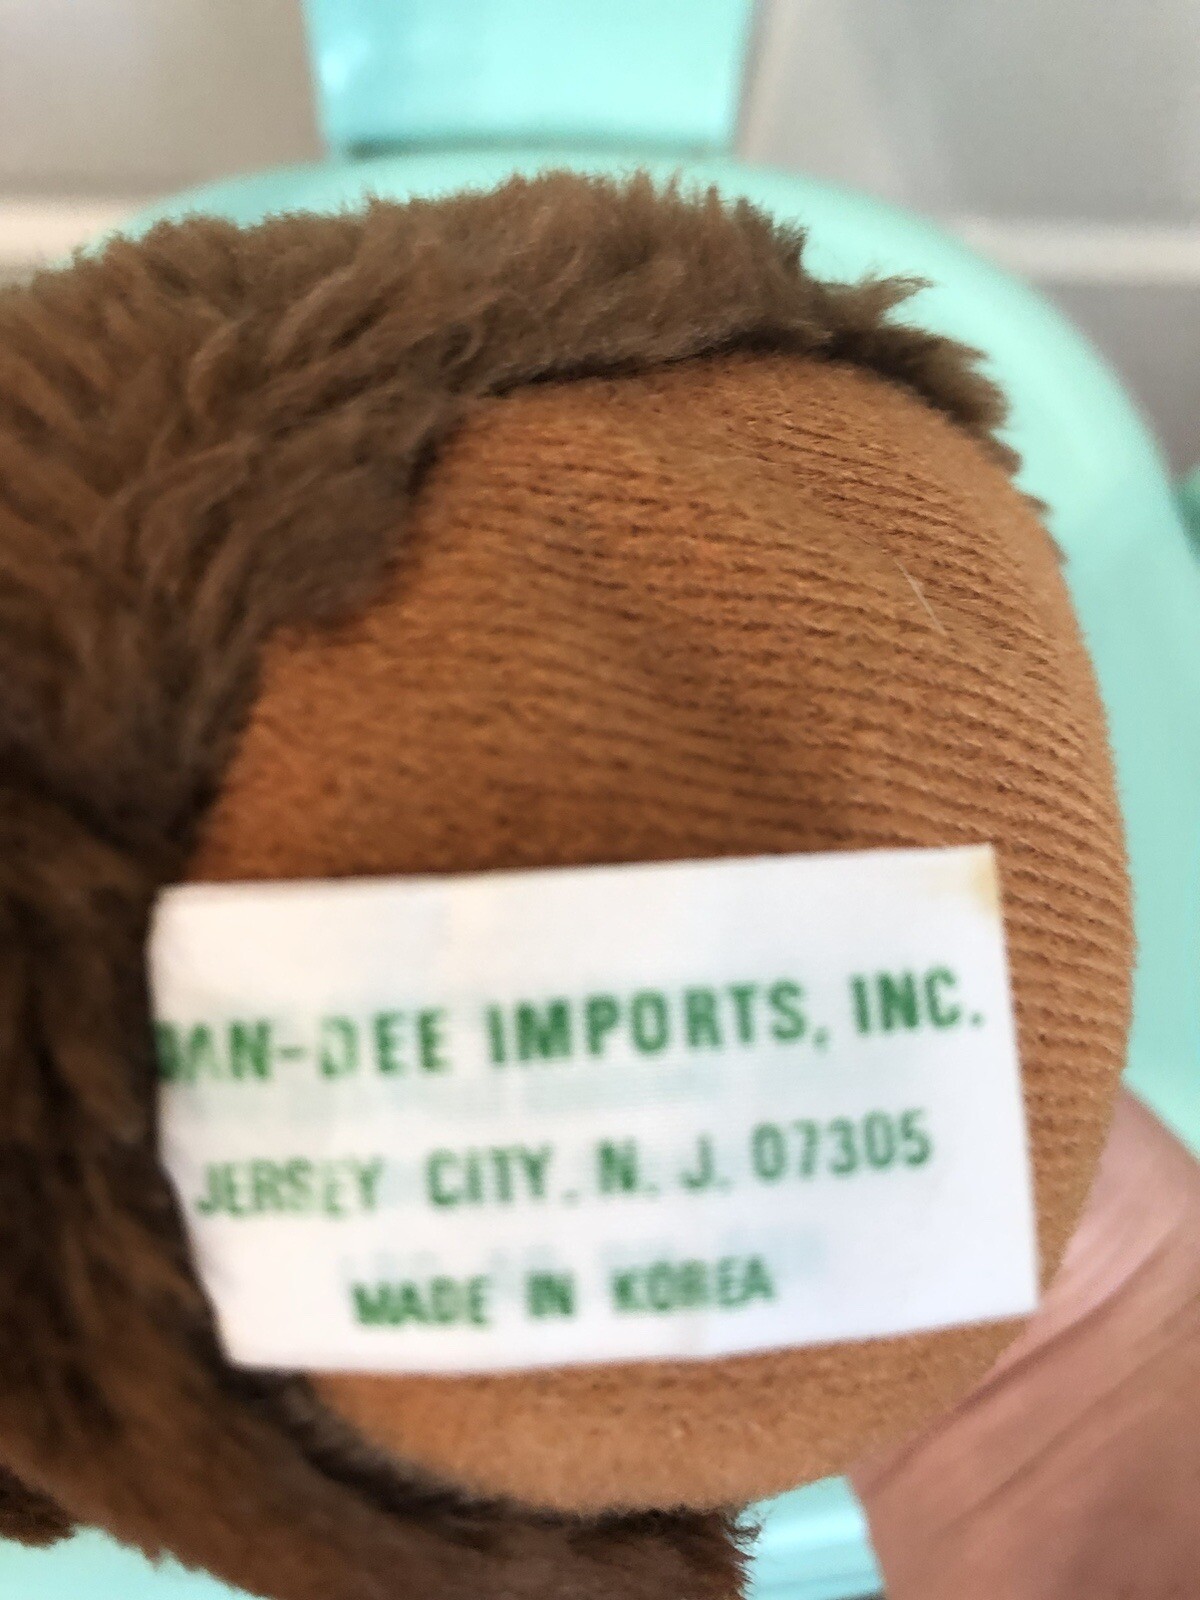 DAN-DEE IMPORTS, INC.
JERSEY CITY, N. J. 07305
MADE IN KOREA